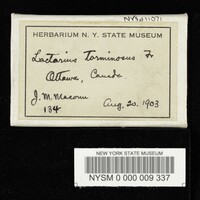 NYSd11071
HERBARIUM N. Y. STATE MUSEUM
Lactarius torminosus Fr.
Ottawa, Canada
J. M. Macoun
134
Aug. 20. 1903
NEW YORK STATE MUSEUM
NYSM 0 000 009 337